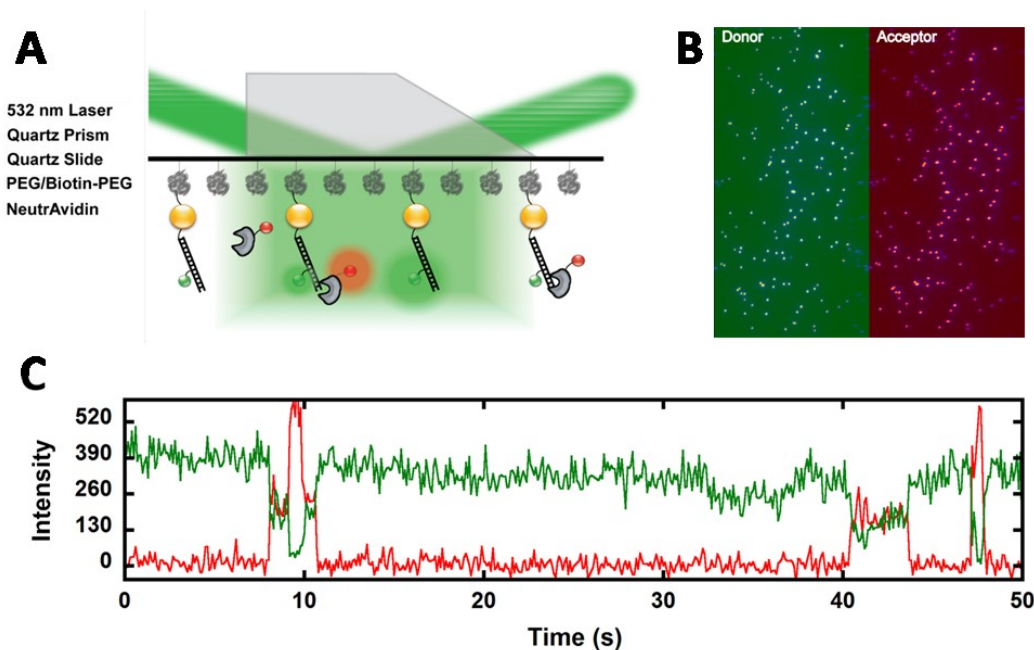 A
532 nm Laser
Quartz Prism
Quartz Slide
PEG/Biotin-PEG
NeutrAvidin
B
Donor
Acceptor
C
520
390
260
130
0
Intensity
0 10 20 30 40 50
Time (s)